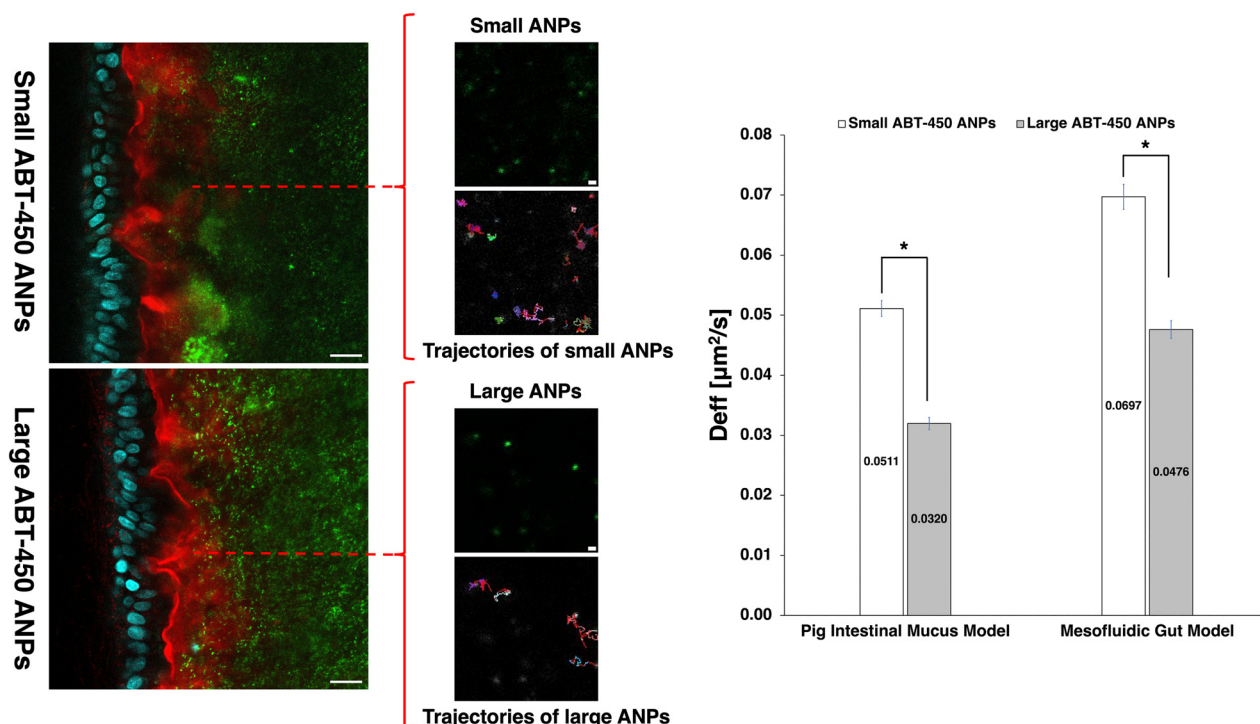 Small ABT-450 ANPs
Large ABT-450 ANPs
Small ANPs
Trajectories of small ANPs
Large ANPs
Trajectories of large ANPs
Small ABT-450 ANPs Large ABT-450 ANPs
Deff [µm²/s]
0.08
0.07
0.06
0.05
0.04
0.03
0.02
0.01
0.00
*
*
0.0511
0.0320
0.0697
0.0476
Pig Intestinal Mucus Model
Mesofluidic Gut Model